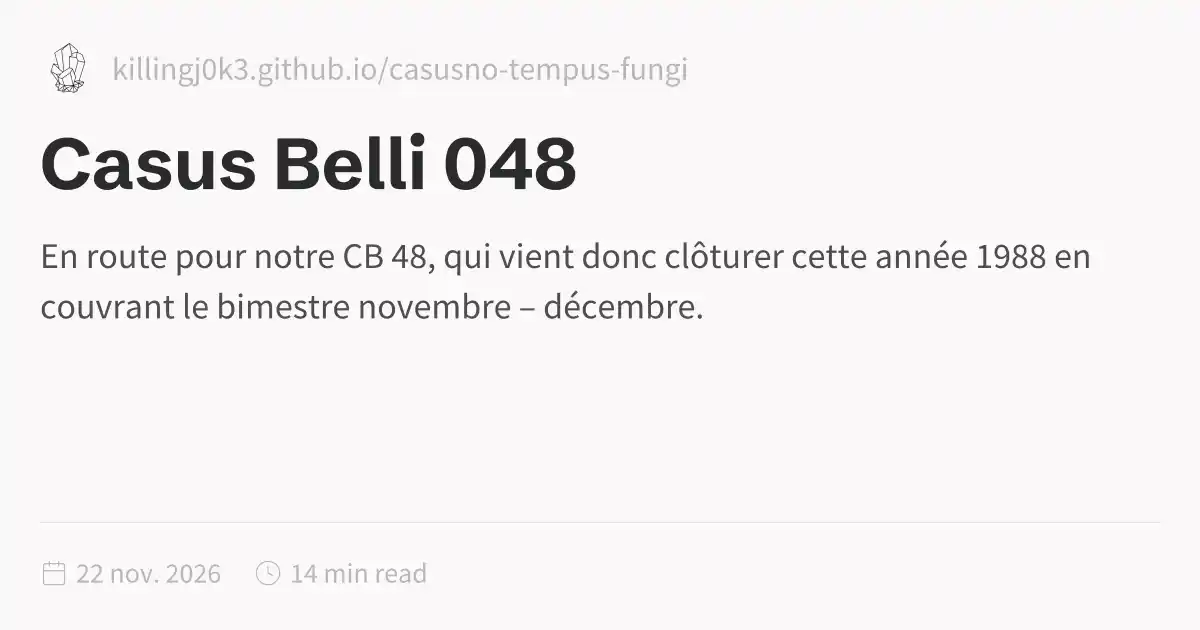 killingj0k3.github.io/casusno-tempus-fungi
Casus Belli 048
En route pour notre CB 48, qui vient donc clôturer cette année 1988 en
couvrant le bimestre novembre – décembre.
22 nov. 2026 14 min read